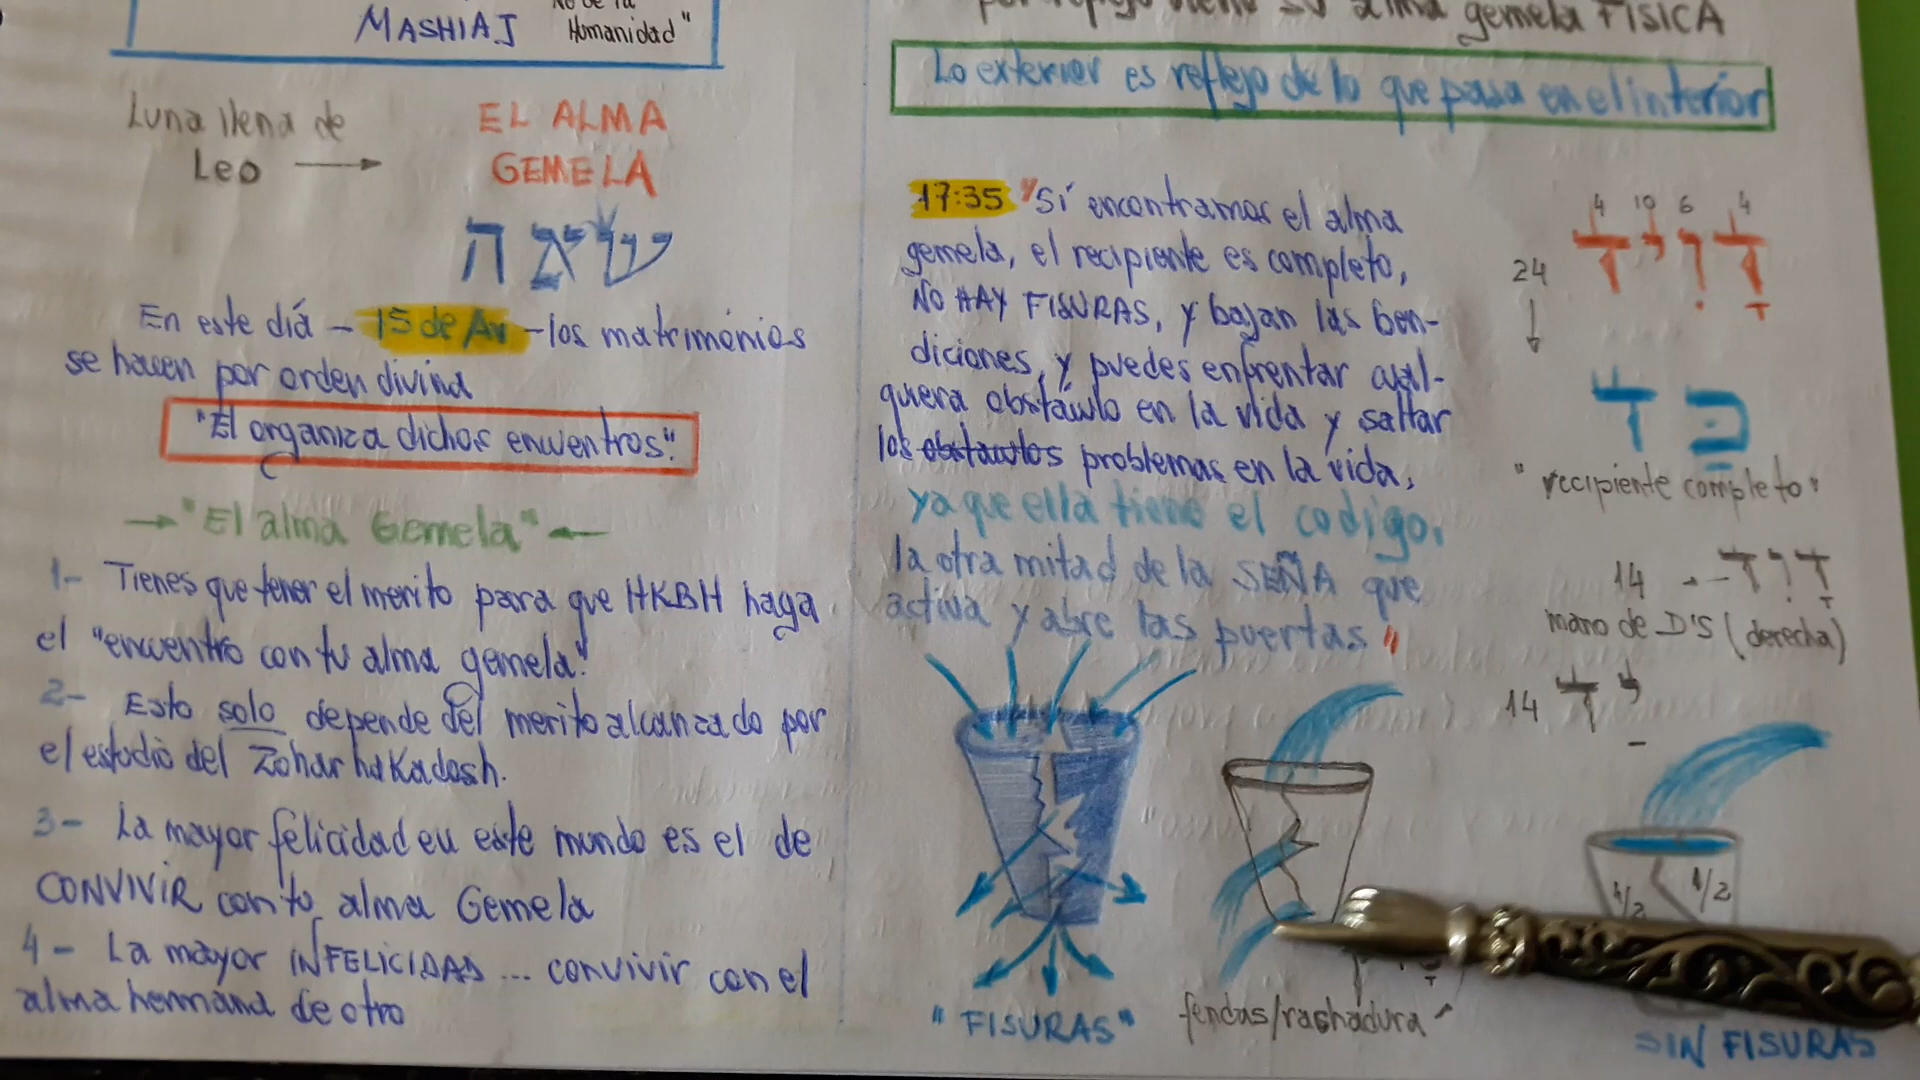 MASHIAJ
Humanidad"
Luna llena de
Leo →
EL ALMA
GEMELA
En este día - 15 de Av - los matrimonios
se hacen por orden divina
"El organiza dichos encuentros".
→ "El alma Gemela" ←
1- Tienes que tener el merito para que HKBH haga
el "encuentro con tu alma gemela."
2- Esto solo depende del merito alcanzado por
el estudio del Zohar haKadosh.
3- La mayor felicidad en este mundo es el de
CONVIVIR con tu alma Gemela
4- La mayor INFELICIDAD... convivir con el
alma hermana de otro
alma gemela FISICA
Lo exterior es reflejo de lo que pasa en el interior
17:35 "Si encontramos el alma
gemela, el recipiente es completo,
NO HAY FISURAS, y bajan las ben-
diciones, y puedes enfrentar cual-
quiera obstáculo en la vida y saltar
los obstaculos problemas en la vida,
ya que ella tiene el codigo,
la otra mitad de la SEÑA que
activa y abre las puertas"
4 10 6 4
דויד
24
כד
"recipiente completo"
14 - דוד
mano de D'S (derecha)
14 יד
1/2 1/2
"FISURAS"
fendas/rashadura
SIN FISURAS